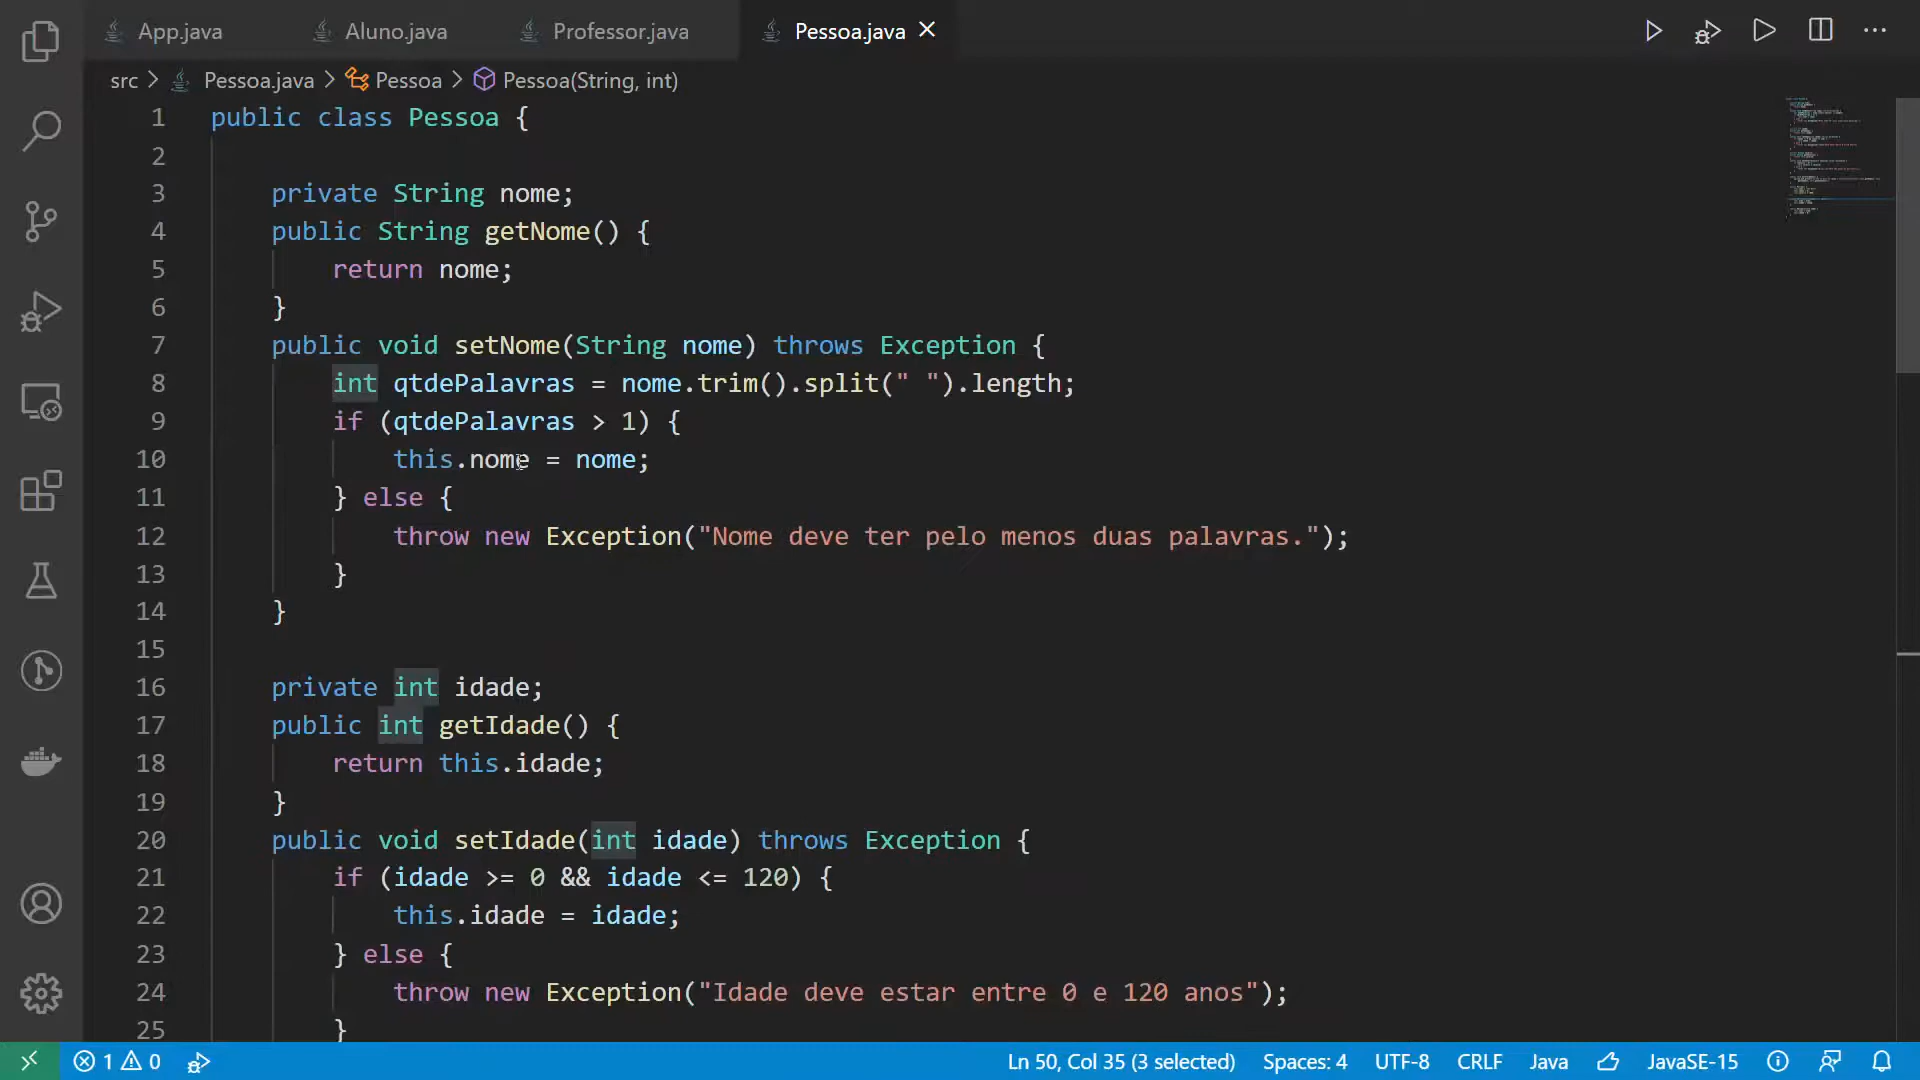 App.java Aluno.java Professor.java Pessoa.java
src > Pessoa.java > Pessoa > Pessoa(String, int)
1 public class Pessoa {
2
3 private String nome;
4 public String getNome() {
5 return nome;
6 }
7 public void setNome(String nome) throws Exception {
8 int qtdePalavras = nome.trim().split(" ").length;
9 if (qtdePalavras > 1) {
10 this.nome = nome;
11 } else {
12 throw new Exception("Nome deve ter pelo menos duas palavras.");
13 }
14 }
15
16 private int idade;
17 public int getIdade() {
18 return this.idade;
19 }
20 public void setIdade(int idade) throws Exception {
21 if (idade >= 0 && idade <= 120) {
22 this.idade = idade;
23 } else {
24 throw new Exception("Idade deve estar entre 0 e 120 anos");
25 }
1 0 Ln 50, Col 35 (3 selected) Spaces: 4 UTF-8 CRLF Java JavaSE-15